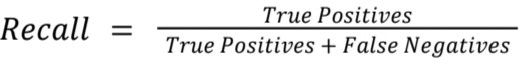 True Positives
Recall = 
True Positives + False Negatives